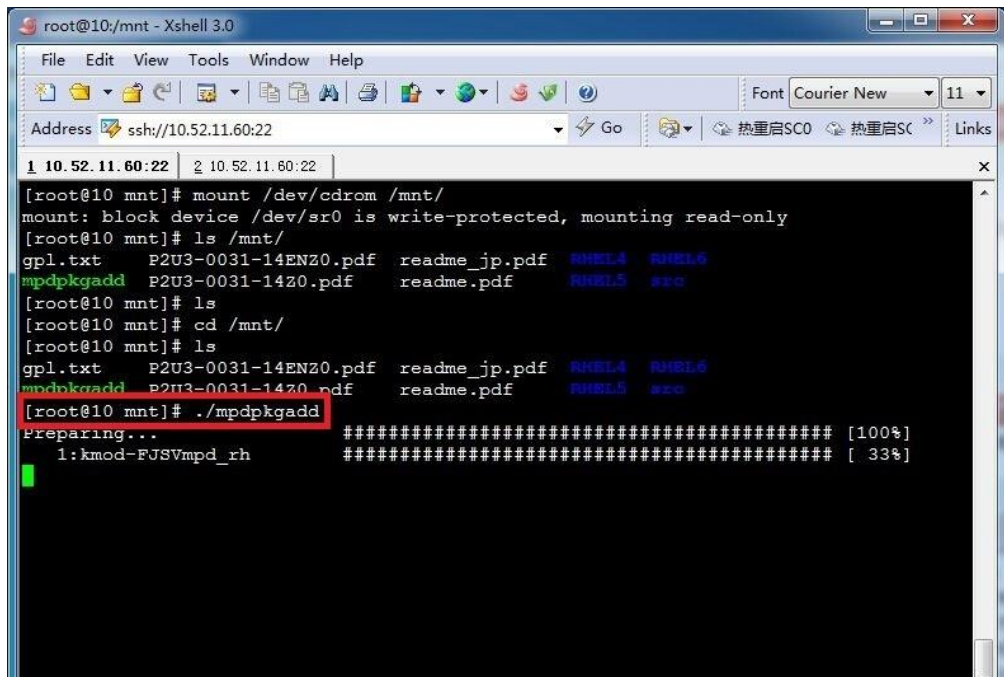 root@10:/mnt - Xshell 3.0
File Edit View Tools Window Help
Font Courier New 11
Address ssh://10.52.11.60:22 Go 热重启SC0 热重启SC » Links
1 10.52.11.60:22 2 10.52.11.60:22 x
[root@10 mnt]# mount /dev/cdrom /mnt/
mount: block device /dev/sr0 is write-protected, mounting read-only
[root@10 mnt]# ls /mnt/
gpl.txt P2U3-0031-14ENZ0.pdf readme_jp.pdf RHEL4 RHEL6
mpdpkgadd P2U3-0031-14Z0.pdf readme.pdf RHEL5 src
[root@10 mnt]# ls
[root@10 mnt]# cd /mnt/
[root@10 mnt]# ls
gpl.txt P2U3-0031-14ENZ0.pdf readme_jp.pdf RHEL4 RHEL6
mpdpkgadd P2U3-0031-14Z0.pdf readme.pdf RHEL5 src
[root@10 mnt]# ./mpdpkgadd
Preparing... ########################################### [100%]
1:kmod-FJSVmpd_rh ########################################### [ 33%]